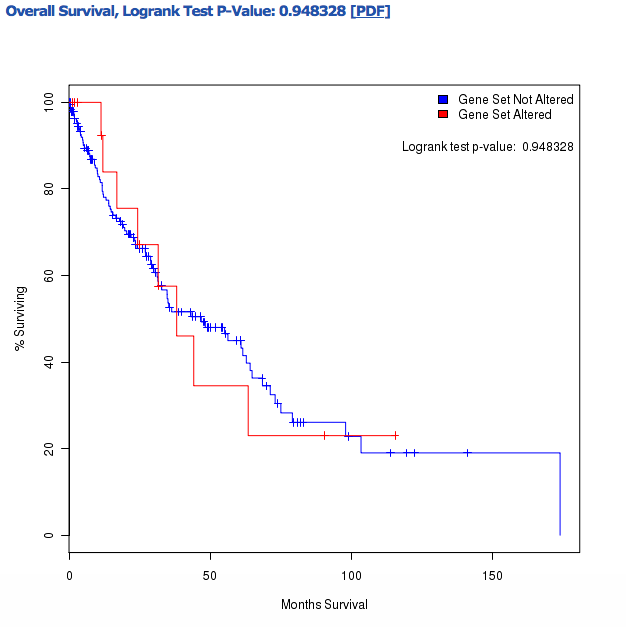 Overall Survival, Logrank Test P-Value: 0.948328 [PDF]
Gene Set Not Altered
Gene Set Altered
Logrank test p-value: 0.948328
% Surviving
100
80
60
40
20
0
0 50 100 150
Months Survival